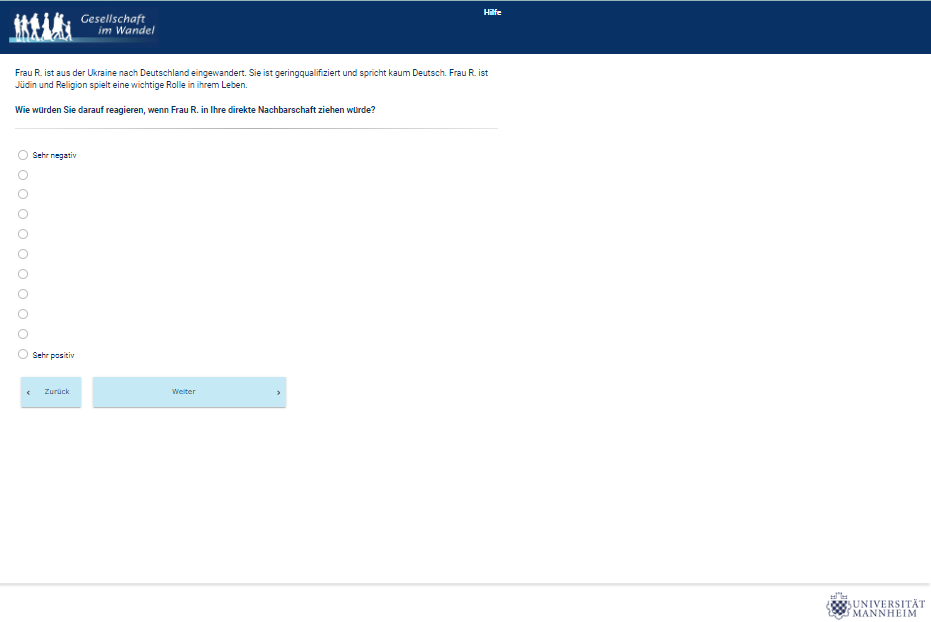 Gesellschaft
im Wandel
Hilfe
Frau R. ist aus der Ukraine nach Deutschland eingewandert. Sie ist geringqualifiziert und spricht kaum Deutsch. Frau R. ist
Jüdin und Religion spielt eine wichtige Rolle in ihrem Leben.
Wie würden Sie darauf reagieren, wenn Frau R. in Ihre direkte Nachbarschaft ziehen würde?
Sehr negativ
Sehr positiv
‹ Zurück
Weiter ›
UNIVERSITÄT
MANNHEIM